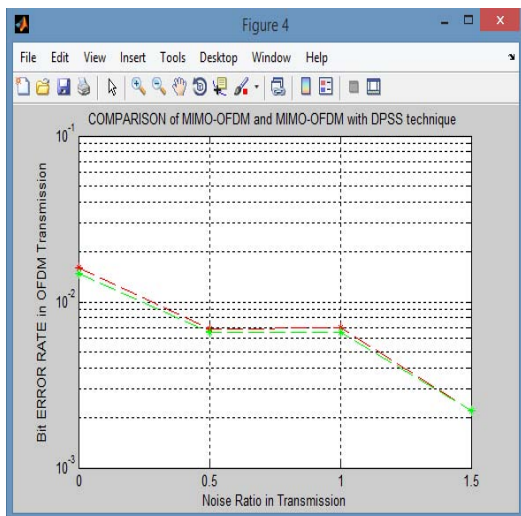 Figure 4
File Edit View Insert Tools Desktop Window Help
COMPARISON of MIMO-OFDM and MIMO-OFDM with DPSS technique
Bit ERROR RATE in OFDM Transmission
10^-1
10^-2
10^-3
0 0.5 1 1.5
Noise Ratio in Transmission